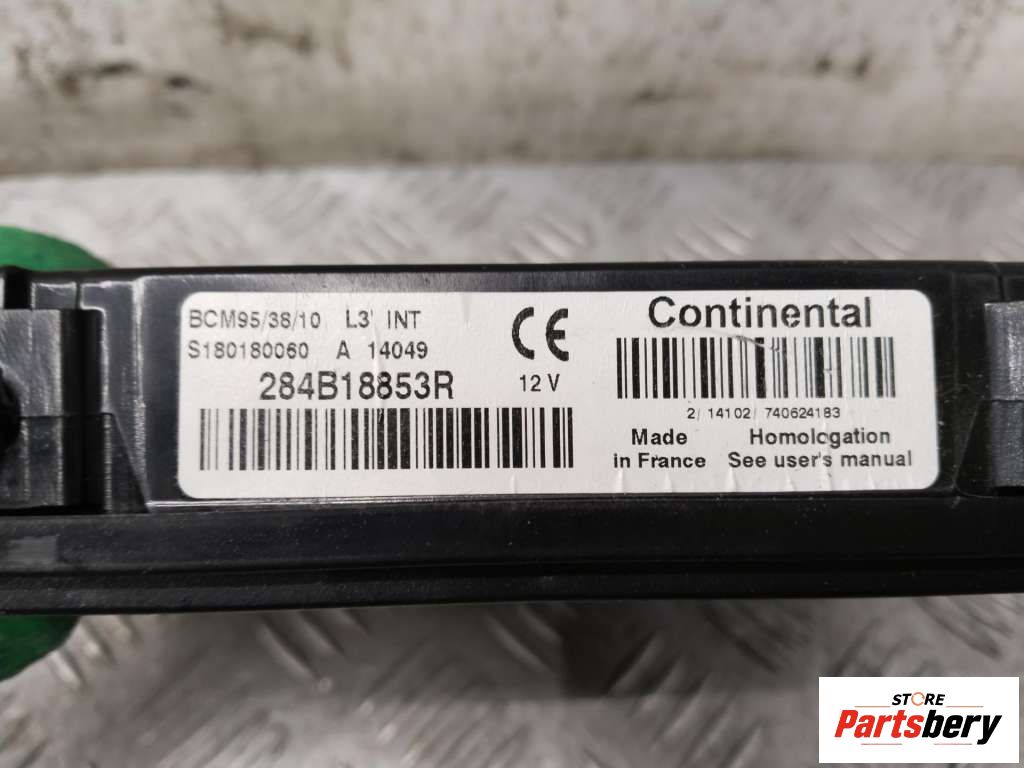 BCM95/38/10 L3' INT
S180180060 A 14049
284B18853R
CE
12 V
Continental
2/ 14102/ 740624183
Made in France
Homologation
See user's manual
STORE
Partsbery